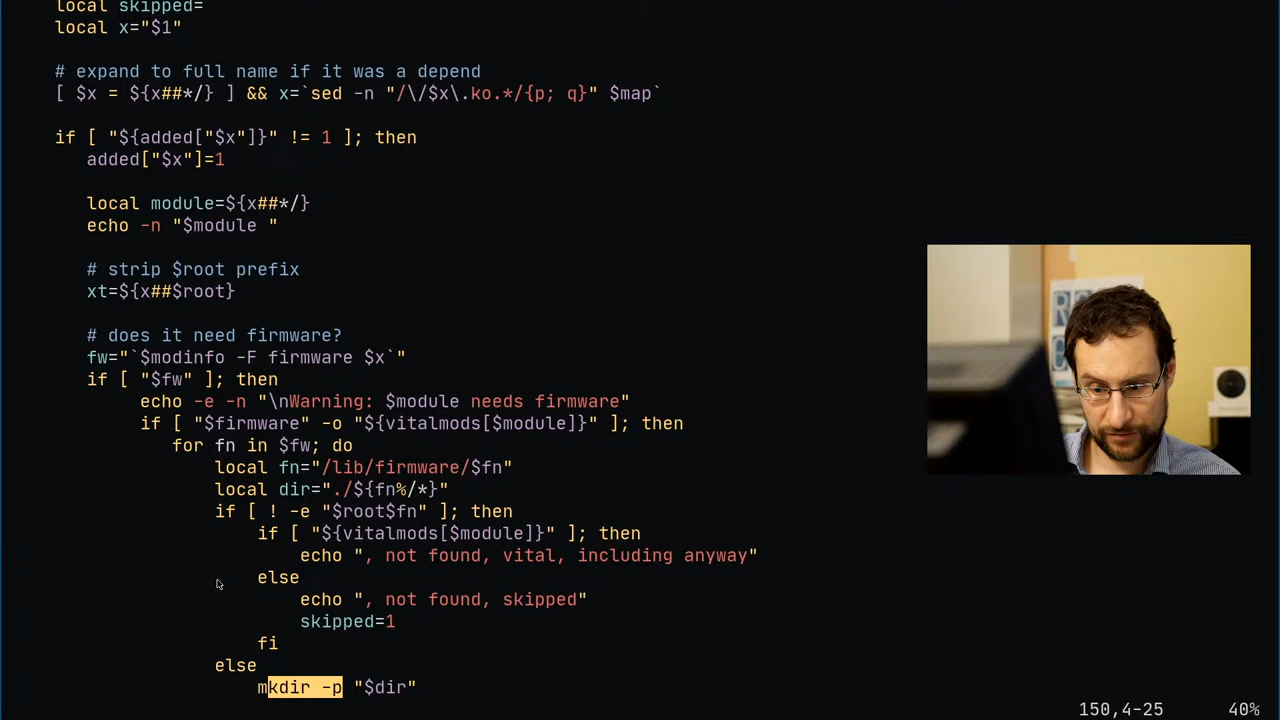 local skipped=
local x="$1"
# expand to full name if it was a depend
[ $x = ${x##*/} ] && x=`sed -n "/\/$x\.ko.*/{p; q}" $map`
if [ "${added["$x"]}" != 1 ]; then
added["$x"]=1
local module=${x##*/}
echo -n "$module "
# strip $root prefix
xt=${x##$root}
# does it need firmware?
fw="`$modinfo -F firmware $x`"
if [ "$fw" ]; then
echo -e -n "\nWarning: $module needs firmware"
if [ "$firmware" -o "${vitalmods[$module]}" ]; then
for fn in $fw; do
local fn="/lib/firmware/$fn"
local dir="./${fn%/*}"
if [ ! -e "$root$fn" ]; then
if [ "${vitalmods[$module]}" ]; then
echo ", not found, vital, including anyway"
else
echo ", not found, skipped"
skipped=1
fi
else
mkdir -p "$dir"
150,4-25 40%